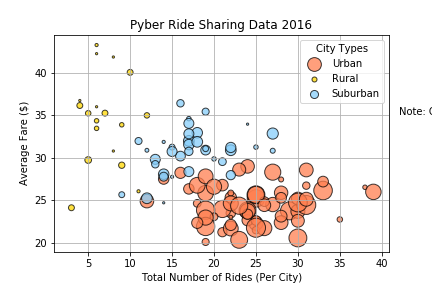 Pyber Ride Sharing Data 2016
City Types
Urban
Rural
Suburban
Note:
Average Fare ($)
40
35
30
25
20
5 10 15 20 25 30 35 40
Total Number of Rides (Per City)